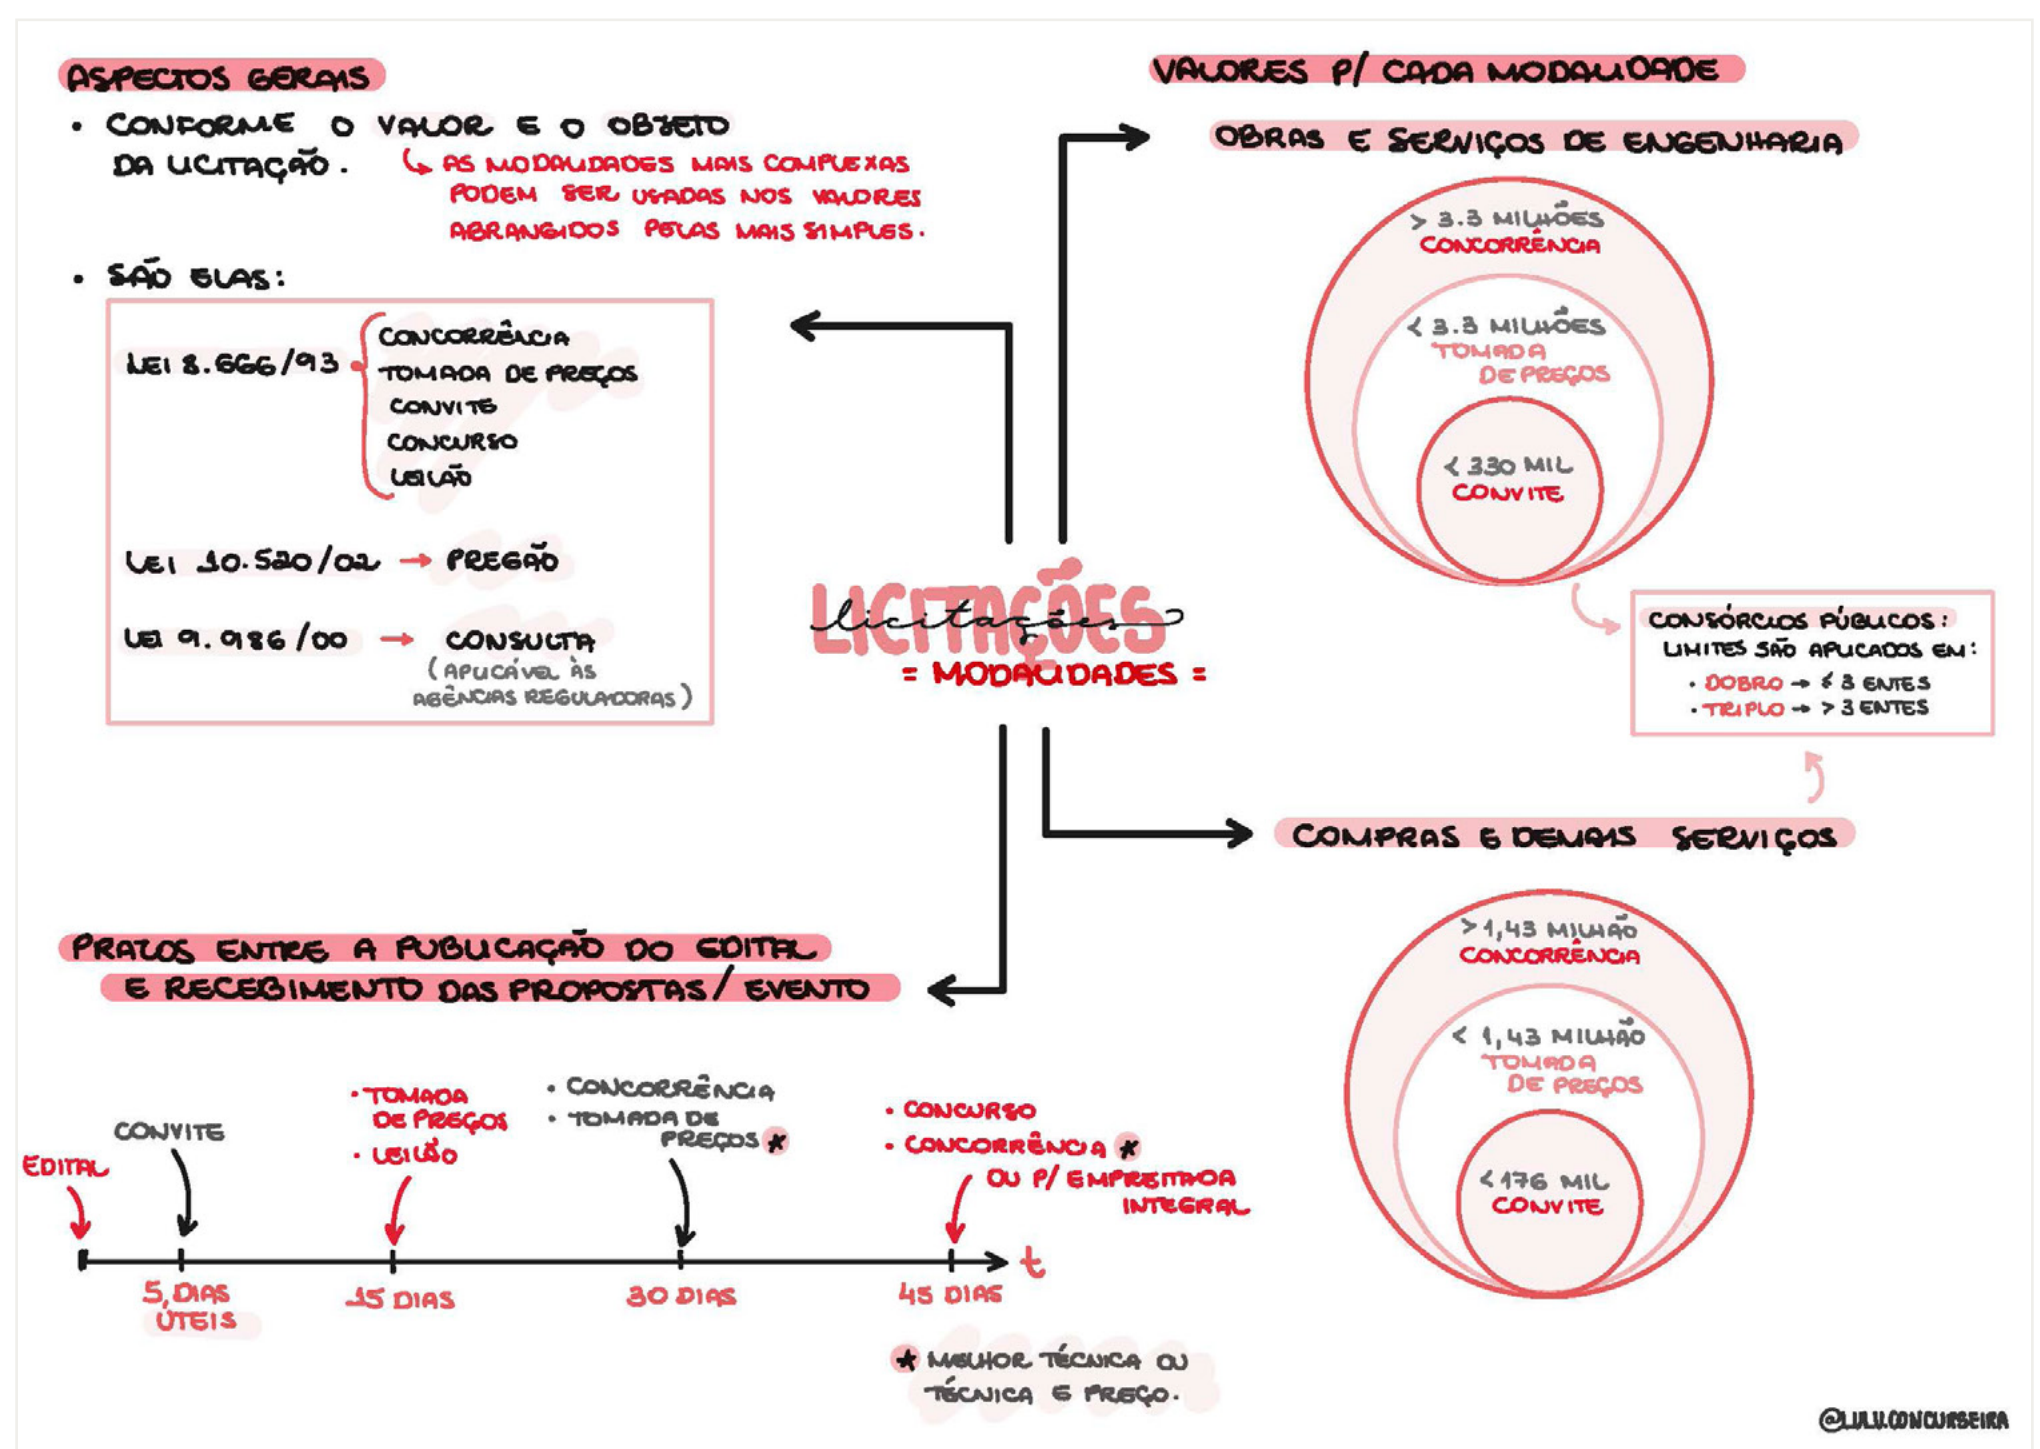 ASPECTOS GERAIS
• CONFORME O VALOR E O OBJETO
DA LICITAÇÃO.
AS MODALIDADES MAIS COMPLEXAS
PODEM SER USADAS NOS VALORES
ABRANGIDOS PELAS MAIS SIMPLES.
• SÃO ELAS:
LEI 8.666/93
CONCORRÊNCIA
TOMADA DE PREÇOS
CONVITE
CONCURSO
LEILÃO
LEI 10.520/02 → PREGÃO
LEI 9.986/00 → CONSULTA
(APLICÁVEL ÀS
AGÊNCIAS REGULADORAS)
VALORES P/ CADA MODALIDADE
OBRAS E SERVIÇOS DE ENGENHARIA
> 3.3 MILHÕES
CONCORRÊNCIA
< 3.3 MILHÕES
TOMADA
DE PREÇOS
< 330 MIL
CONVITE
CONSÓRCIOS PÚBLICOS:
LIMITES SÃO APLICADOS EM:
• DOBRO → ≤ 3 ENTES
• TRIPLO → > 3 ENTES
LICITAÇÕES
licitações
= MODALIDADES =
COMPRAS E DEMAIS SERVIÇOS
> 1,43 MILHÃO
CONCORRÊNCIA
< 1,43 MILHÃO
TOMADA
DE PREÇOS
< 176 MIL
CONVITE
PRAZOS ENTRE A PUBLICAÇÃO DO EDITAL
E RECEBIMENTO DAS PROPOSTAS/ EVENTO
EDITAL
CONVITE
• TOMADA
DE PREÇOS
• LEILÃO
• CONCORRÊNCIA
• TOMADA DE
PREÇOS *
• CONCURSO
• CONCORRÊNCIA *
OU P/ EMPREITADA
INTEGRAL
t
5 DIAS
ÚTEIS
15 DIAS
30 DIAS
45 DIAS
* MELHOR TÉCNICA OU
TÉCNICA E PREÇO.
@LULU.CONCURSEIRA